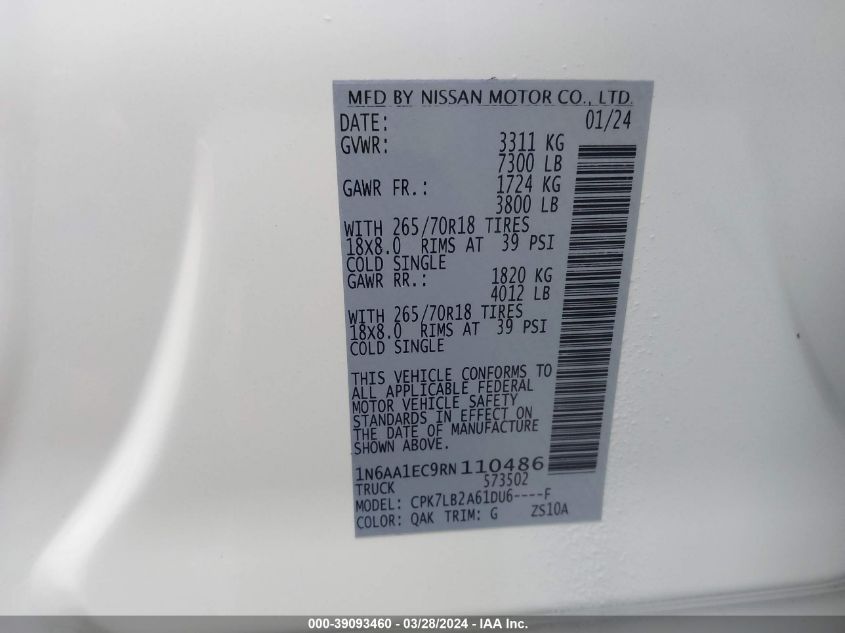 MFD BY NISSAN MOTOR CO., LTD.
DATE: 01/24
GVWR: 3311 KG
7300 LB
GAWR FR.: 1724 KG
3800 LB
WITH 265/70R18 TIRES
18X8.0 RIMS AT 39 PSI
COLD SINGLE
GAWR RR.: 1820 KG
4012 LB
WITH 265/70R18 TIRES
18X8.0 RIMS AT 39 PSI
COLD SINGLE
THIS VEHICLE CONFORMS TO
ALL APPLICABLE FEDERAL
MOTOR VEHICLE SAFETY
STANDARDS IN EFFECT ON
THE DATE OF MANUFACTURE
SHOWN ABOVE.
1N6AA1EC9RN110486
TRUCK 573502
MODEL: CPK7LB2A61DU6----F
COLOR: QAK TRIM: G ZS10A
000-39093460 / 03/28/2024 - IAA Inc.